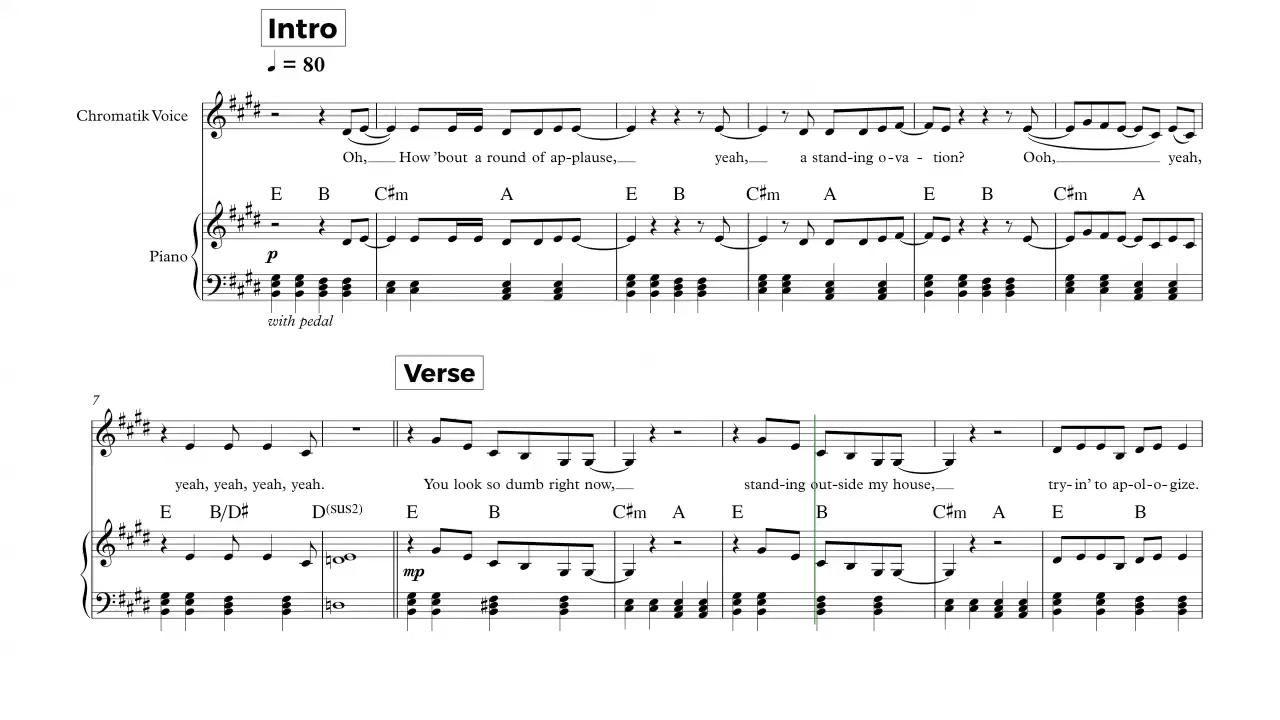 Intro
♩ = 80
Chromatik Voice
Oh, How 'bout a round of ap-plause, yeah, a stand-ing o-va - tion? Ooh, yeah,
E B C♯m A E B C♯m A E B C♯m A
Piano
p
with pedal
Verse
7
yeah, yeah, yeah, yeah. You look so dumb right now, stand-ing out-side my house, try-in' to ap-ol-o-gize.
E B/D♯ D(sus2) E B C♯m A E B C♯m A E B
mp